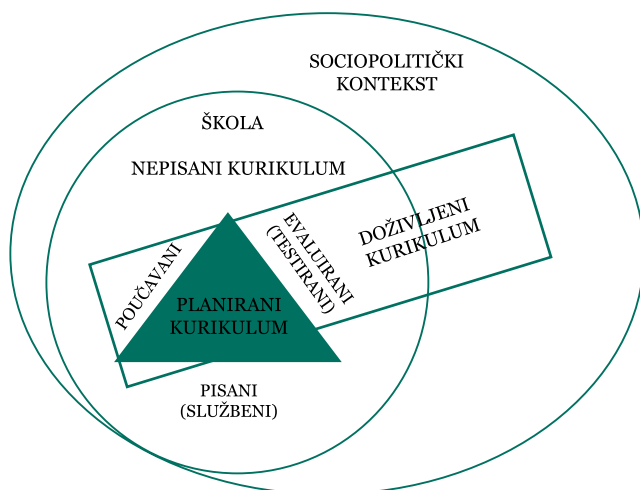 SOCIOPOLITIČKI
KONTEKST
ŠKOLA
NEPISANI KURIKULUM
DOŽIVLJENI
KURIKULUM
EVALUIRANI
(TESTIRANI)
POUČAVANI
PLANIRANI
KURIKULUM
PISANI
(SLUŽBENI)